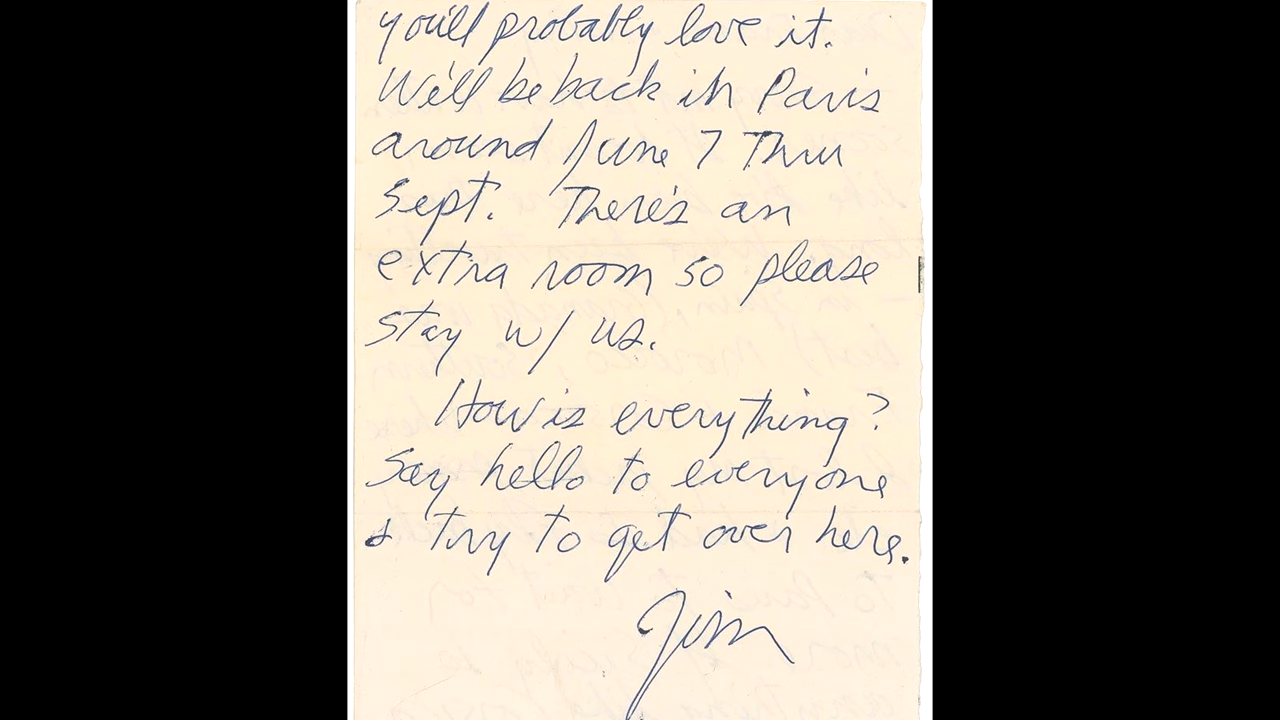 you'll probably love it.
We'll be back in Paris
around June 7 Thru
Sept. There's an
extra room so please
stay w/ us.
How is everything?
Say hello to everyone
& try to get over here.
Jim